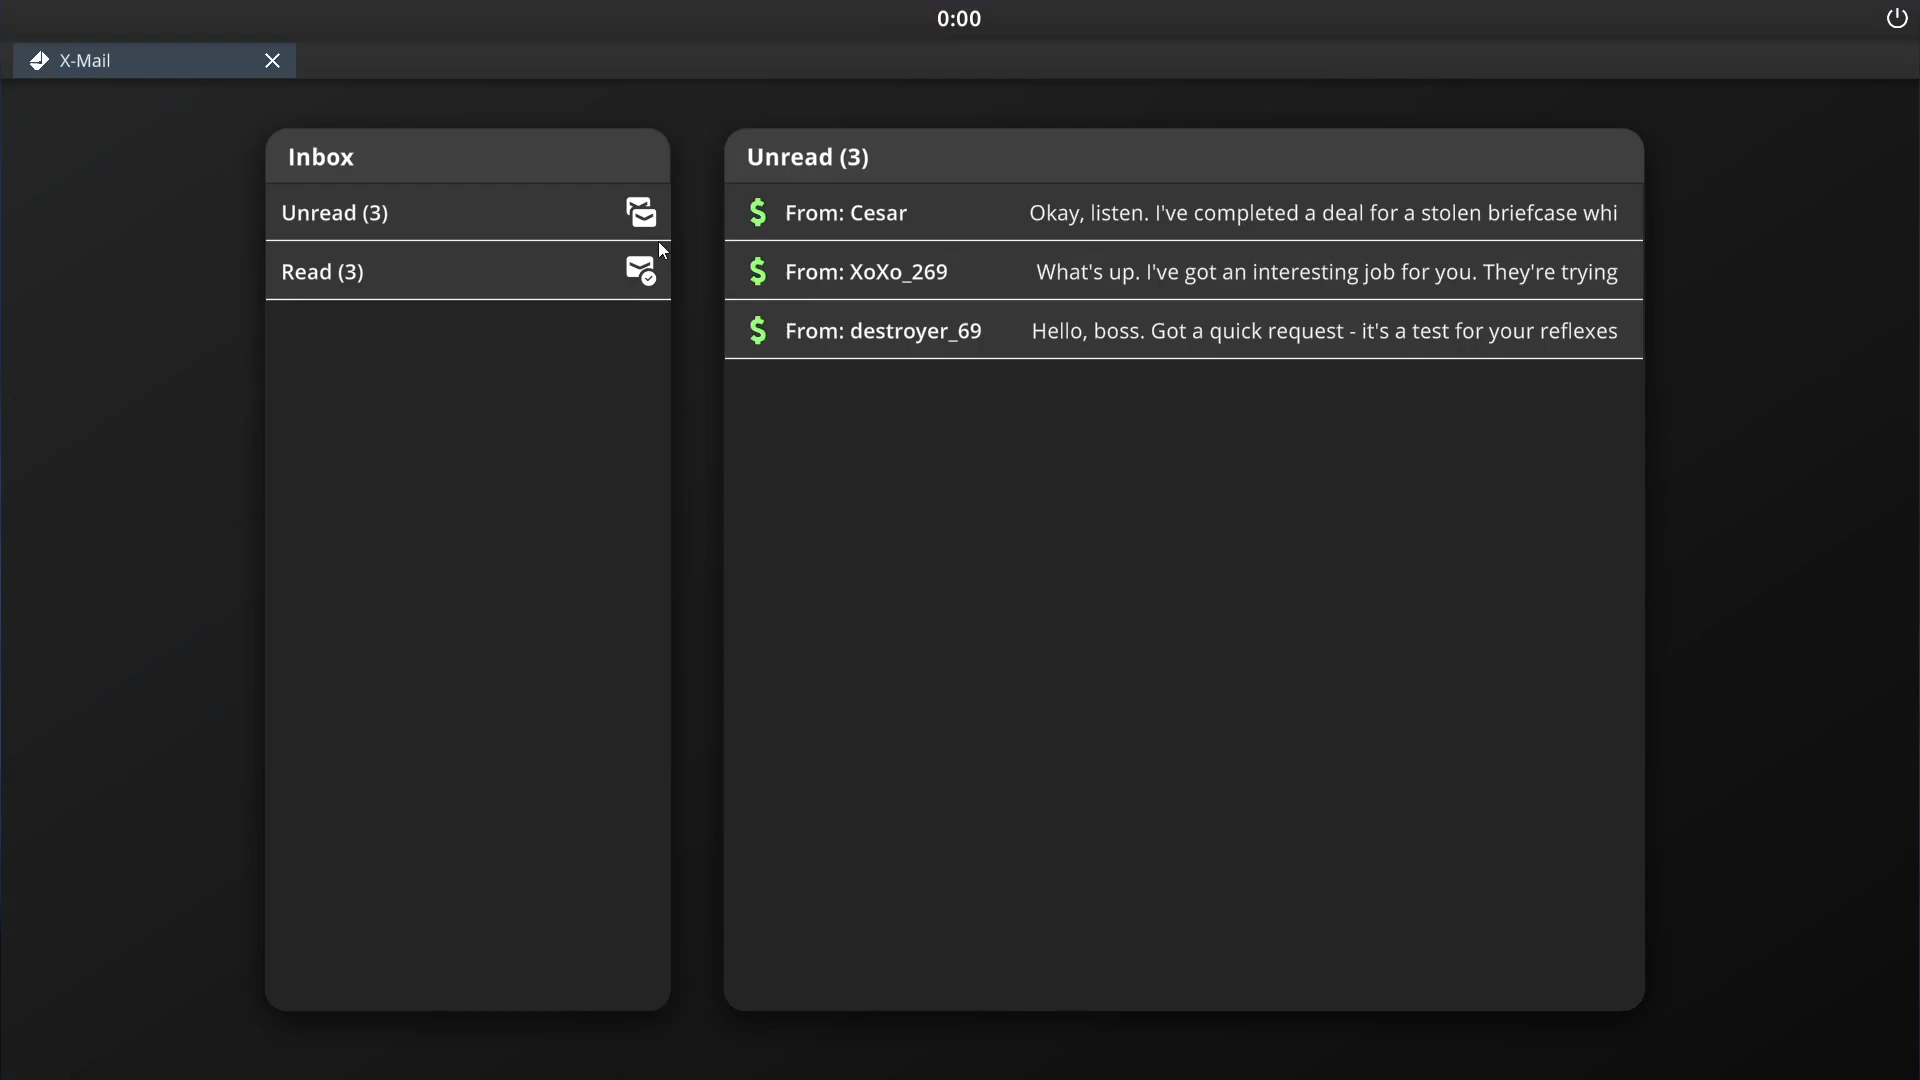 0:00
X-Mail
Inbox
Unread (3)
Read (3)
Unread (3)
From: Cesar Okay, listen. I've completed a deal for a stolen briefcase whi
From: XoXo_269 What's up. I've got an interesting job for you. They're trying
From: destroyer_69 Hello, boss. Got a quick request - it's a test for your reflexes